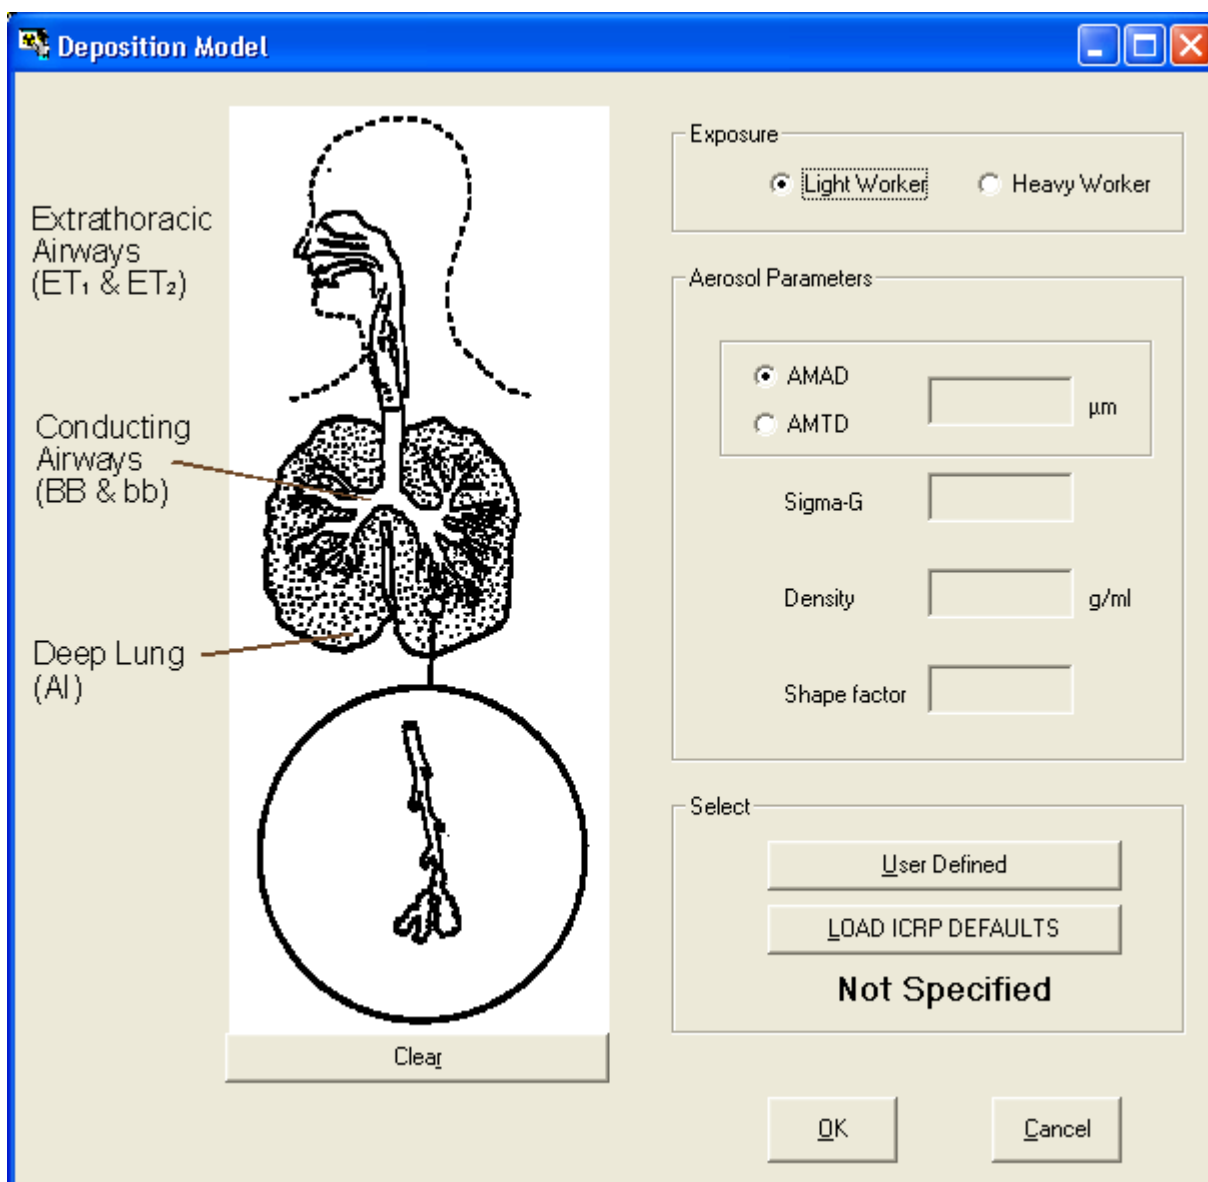 Deposition Model
Extrathoracic
Airways
(ET₁ & ET₂)
Conducting
Airways
(BB & bb)
Deep Lung
(AI)
Clear
Exposure
Light Worker
Heavy Worker
Aerosol Parameters
AMAD
AMTD
µm
Sigma-G
Density
g/ml
Shape factor
Select
User Defined
LOAD ICRP DEFAULTS
Not Specified
OK
Cancel